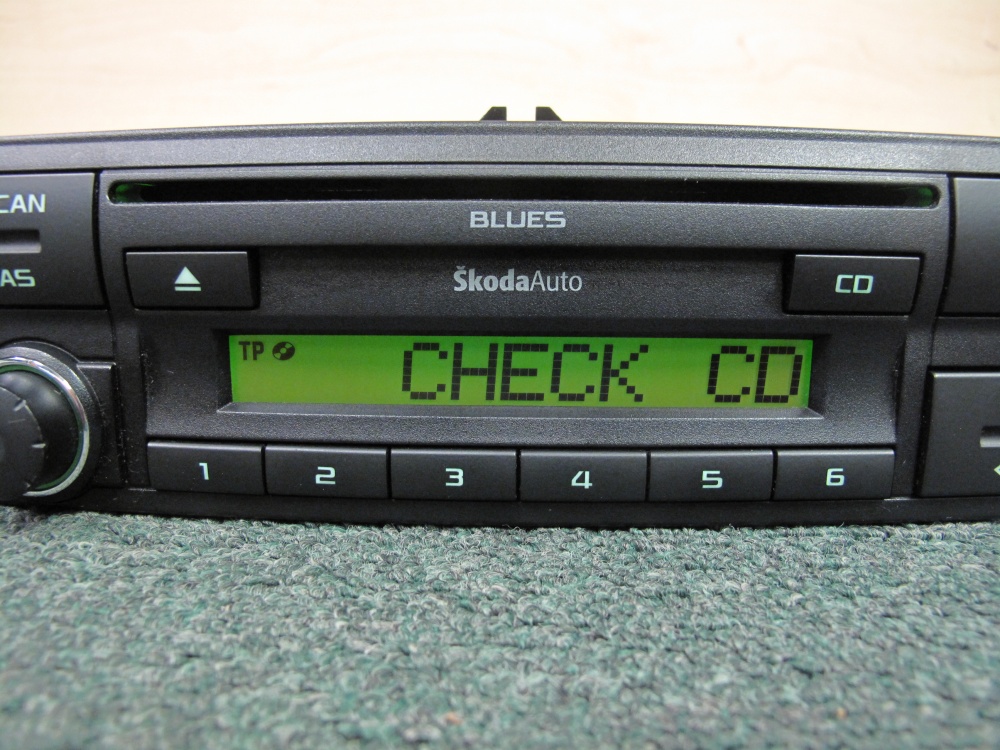 CAN
BLUES
AS
ŠkodaAuto
CD
TP
CHECK CD
1 2 3 4 5 6